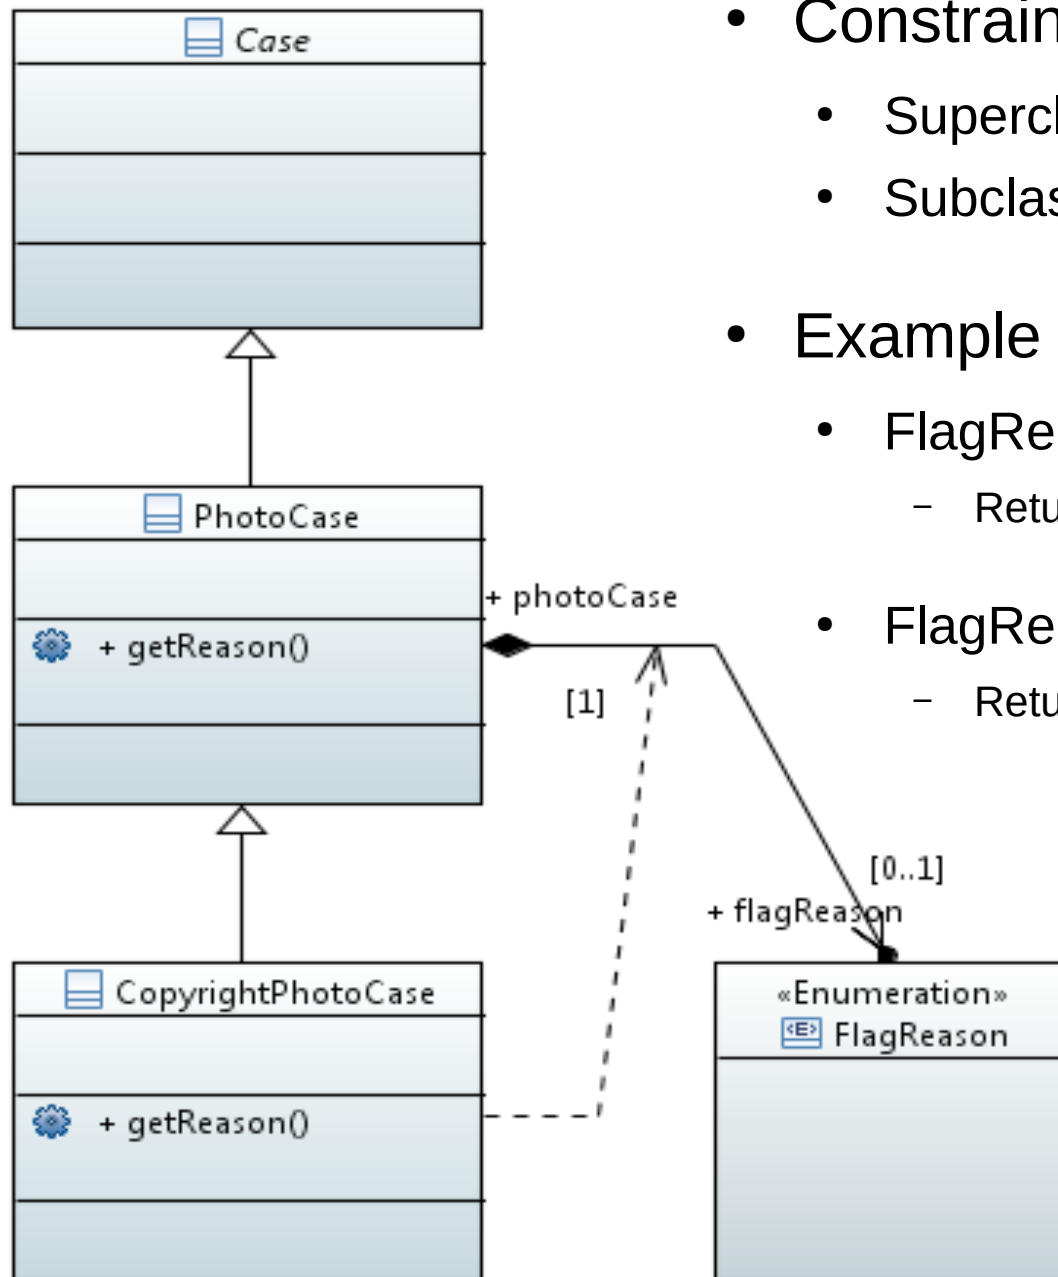 Case
PhotoCase
+ getReason()
+ photoCase
[1]
[0..1]
+ flagReason
CopyrightPhotoCase
+ getReason()
«Enumeration»
<E> FlagReason
• Constrain
• Supercl
• Subclas
• Example
• FlagRe
– Retu
• FlagRe
– Retu